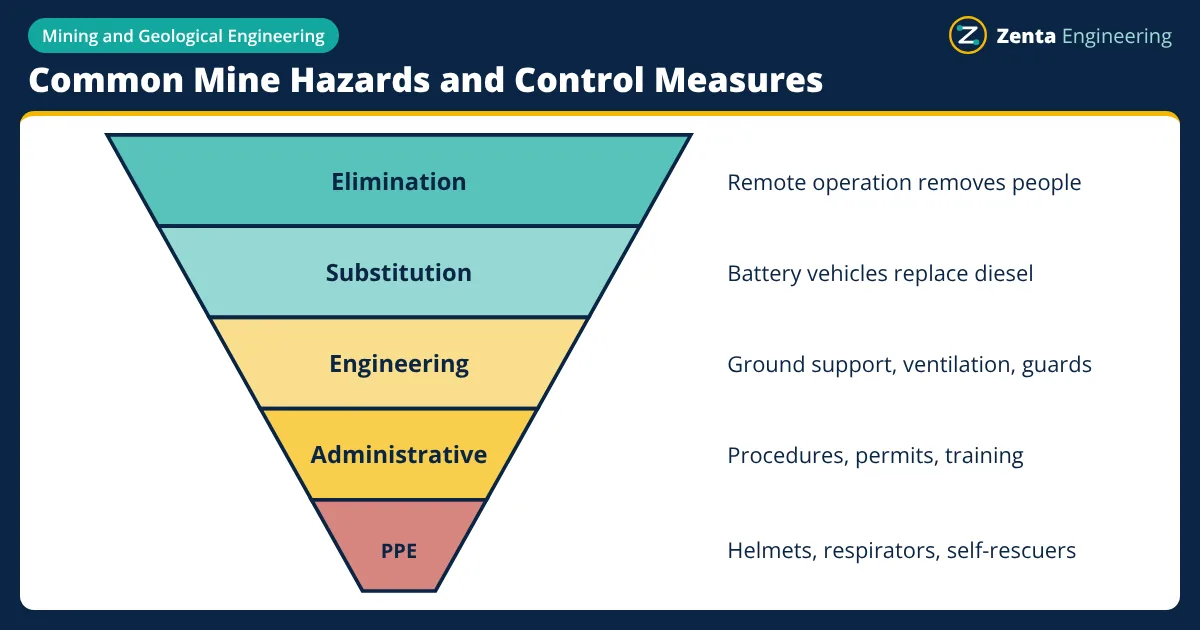 Mining and Geological Engineering
Zenta Engineering
Common Mine Hazards and Control Measures
Elimination
Remote operation removes people
Substitution
Battery vehicles replace diesel
Engineering
Ground support, ventilation, guards
Administrative
Procedures, permits, training
PPE
Helmets, respirators, self-rescuers